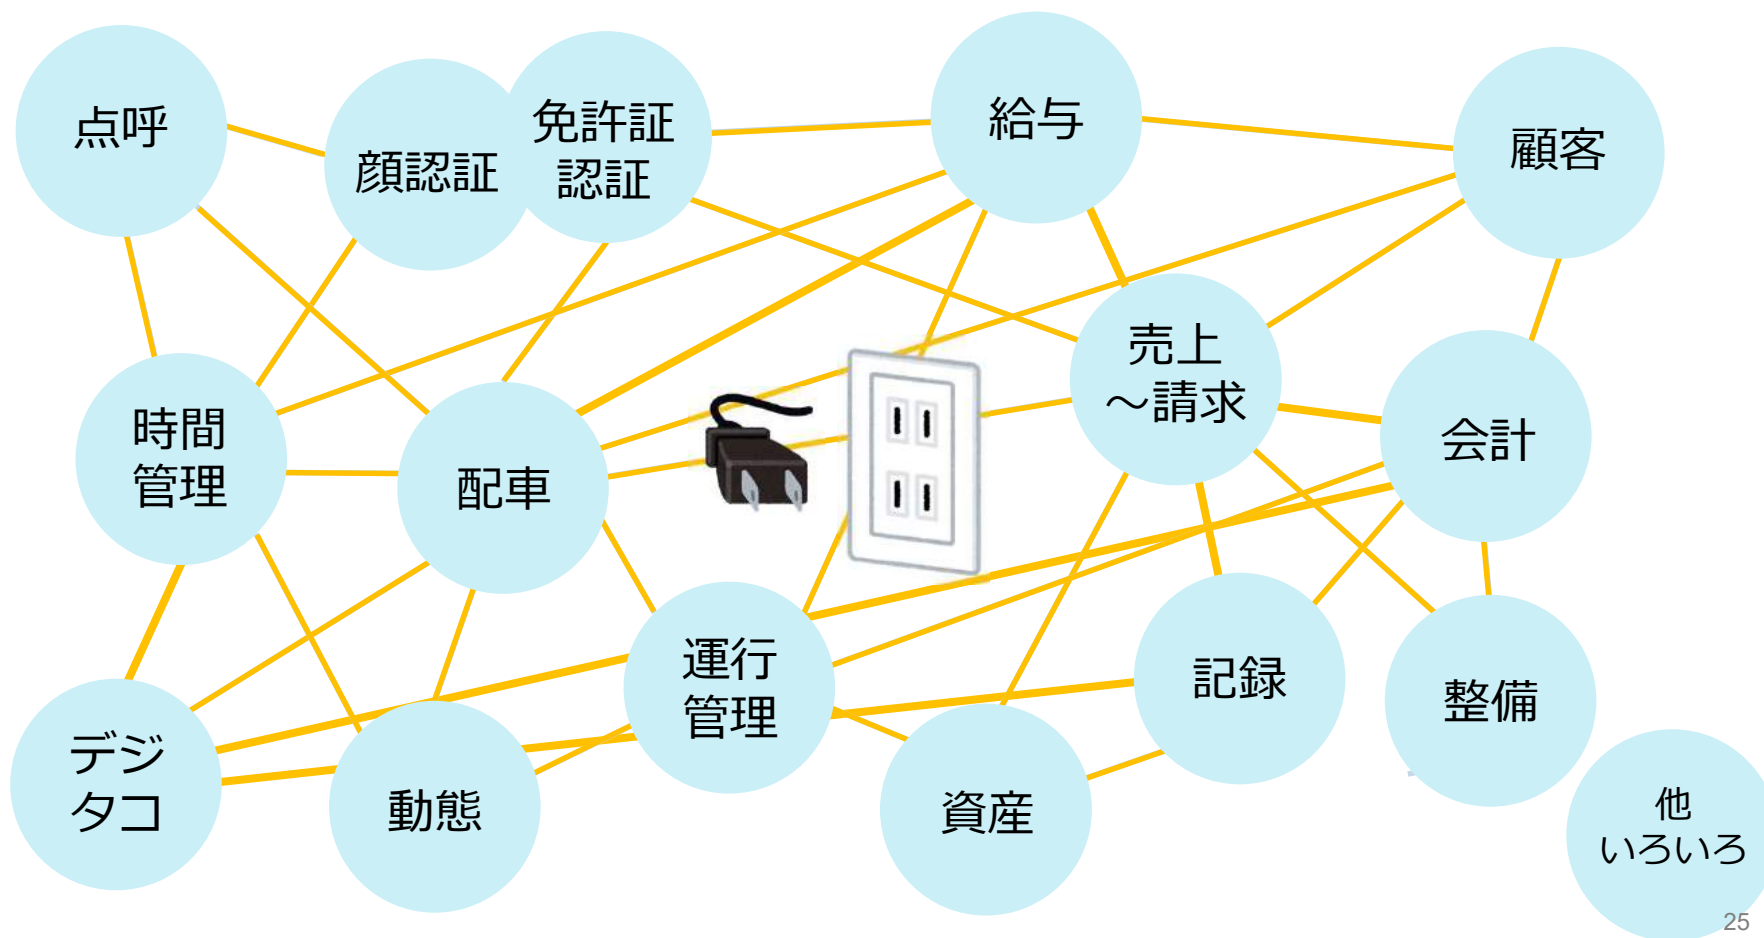 点呼
顔認証
免許証
認証
給与
顧客
売上
～請求
会計
時間
管理
配車
運行
管理
記録
整備
デジ
タコ
動態
資産
他
いろいろ
25